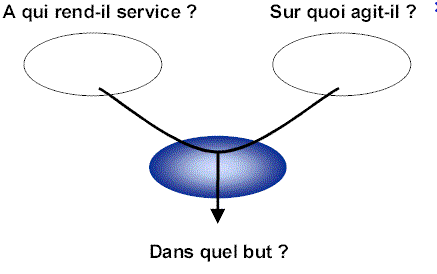 A qui rend-il service ?
Sur quoi agit-il ?
Dans quel but ?